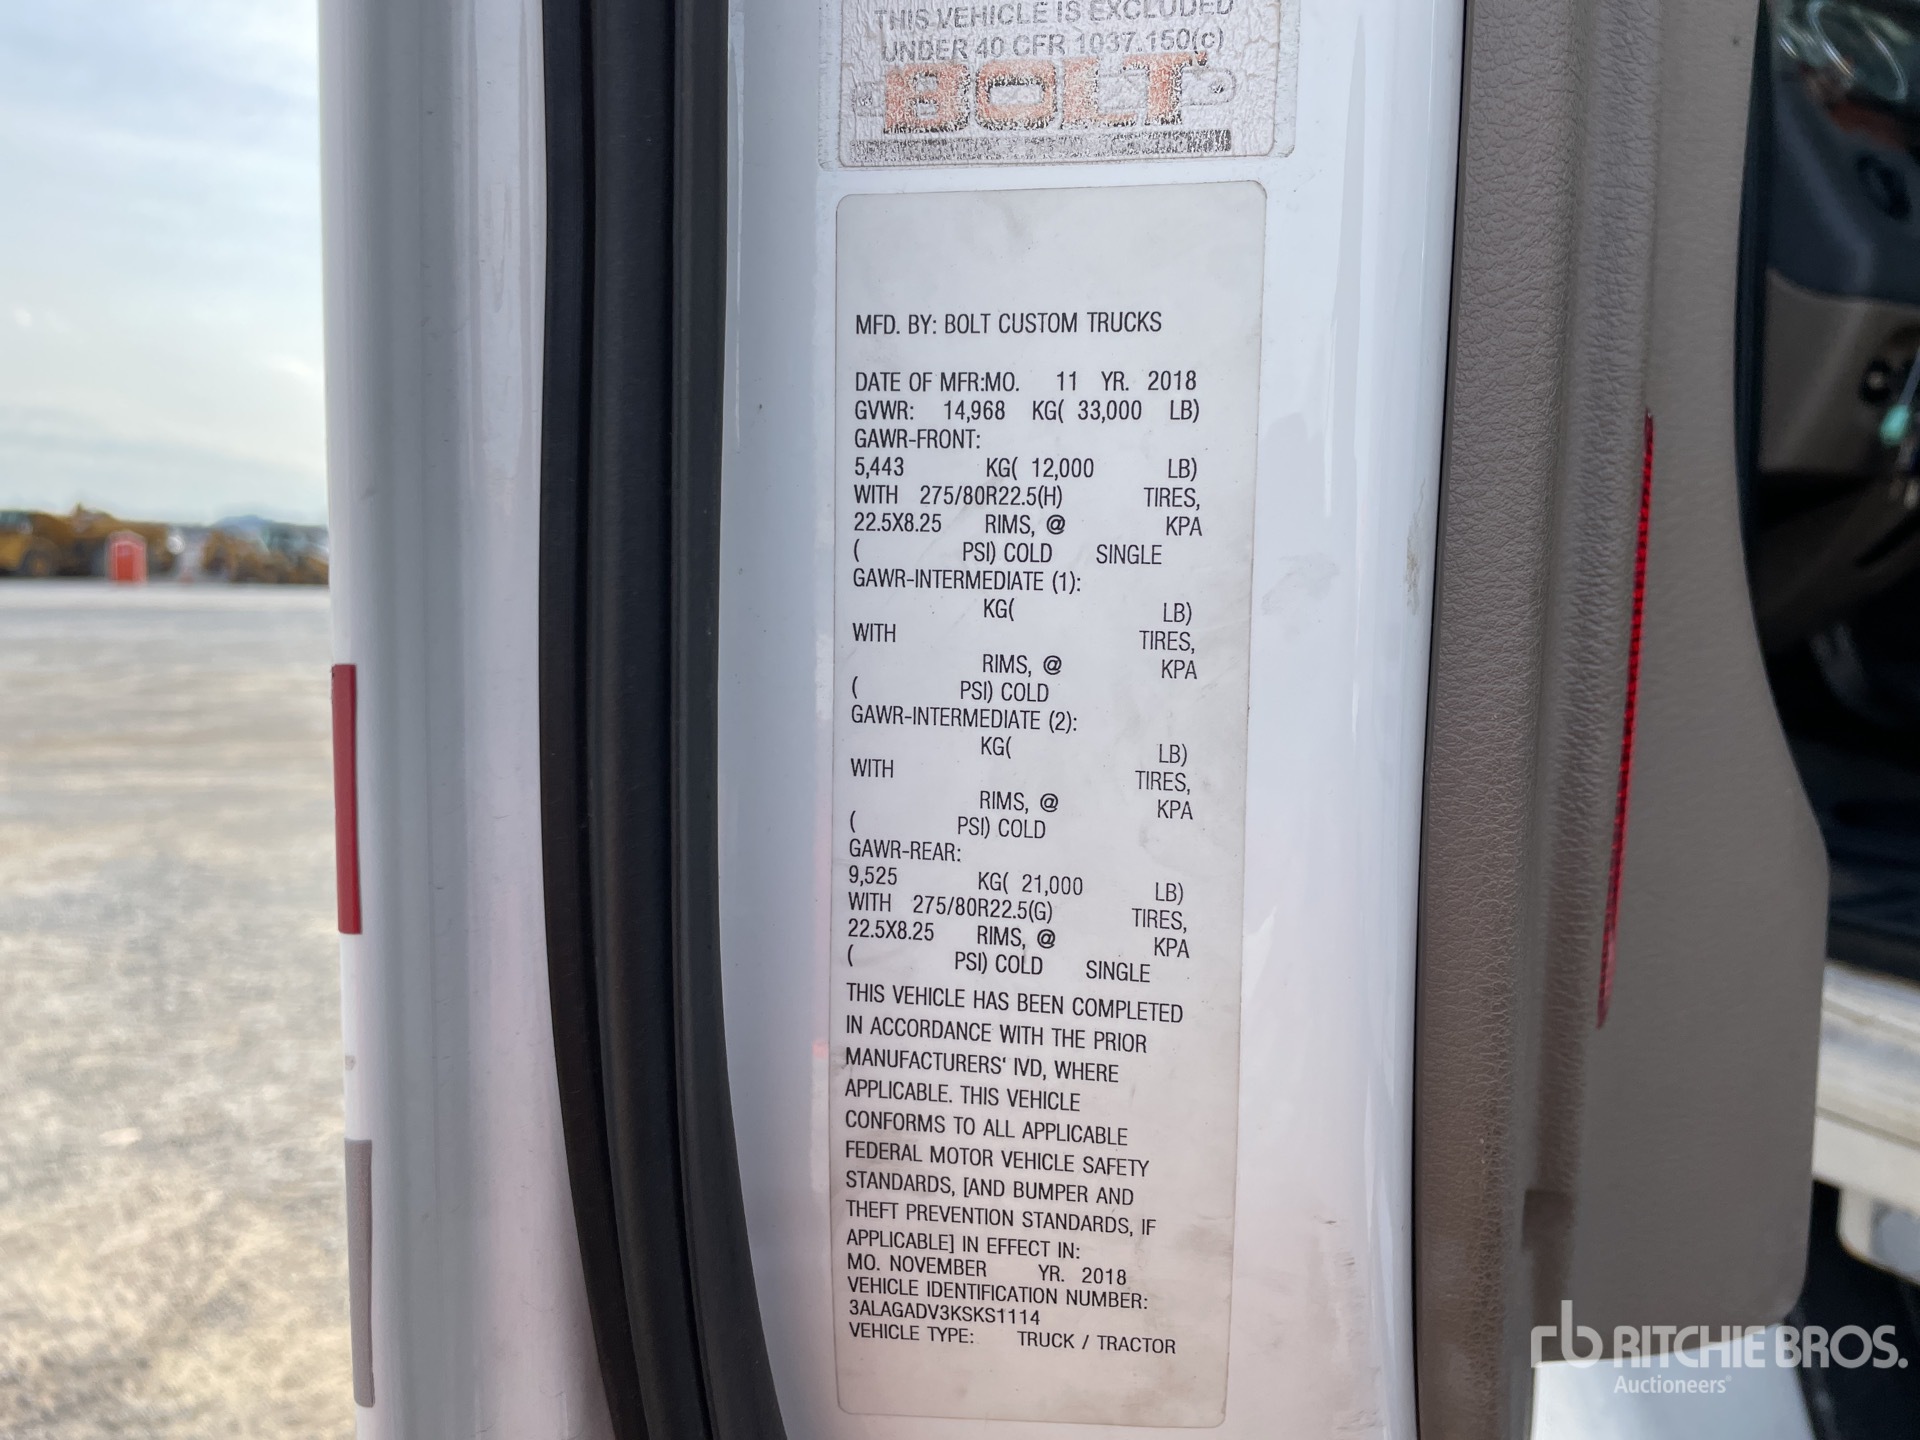 THIS VEHICLE IS EXCLUDED
UNDER 40 CFR 1037.150(c)
BOLT
MFD. BY: BOLT CUSTOM TRUCKS
DATE OF MFR:MO. 11 YR. 2018
GVWR: 14,968 KG( 33,000 LB)
GAWR-FRONT:
5,443 KG( 12,000 LB)
WITH 275/80R22.5(H) TIRES,
22.5X8.25 RIMS, @ KPA
( PSI) COLD SINGLE
GAWR-INTERMEDIATE (1):
KG( LB)
WITH TIRES,
RIMS, @ KPA
( PSI) COLD
GAWR-INTERMEDIATE (2):
KG( LB)
WITH TIRES,
RIMS, @ KPA
( PSI) COLD
GAWR-REAR:
9,525 KG( 21,000 LB)
WITH 275/80R22.5(G) TIRES,
22.5X8.25 RIMS, @ KPA
( PSI) COLD SINGLE
THIS VEHICLE HAS BEEN COMPLETED
IN ACCORDANCE WITH THE PRIOR
MANUFACTURERS' IVD, WHERE
APPLICABLE. THIS VEHICLE
CONFORMS TO ALL APPLICABLE
FEDERAL MOTOR VEHICLE SAFETY
STANDARDS, [AND BUMPER AND
THEFT PREVENTION STANDARDS, IF
APPLICABLE] IN EFFECT IN:
MO. NOVEMBER YR. 2018
VEHICLE IDENTIFICATION NUMBER:
3ALAGADV3KSKS1114
VEHICLE TYPE: TRUCK / TRACTOR
rb RITCHIE BROS.
Auctioneers